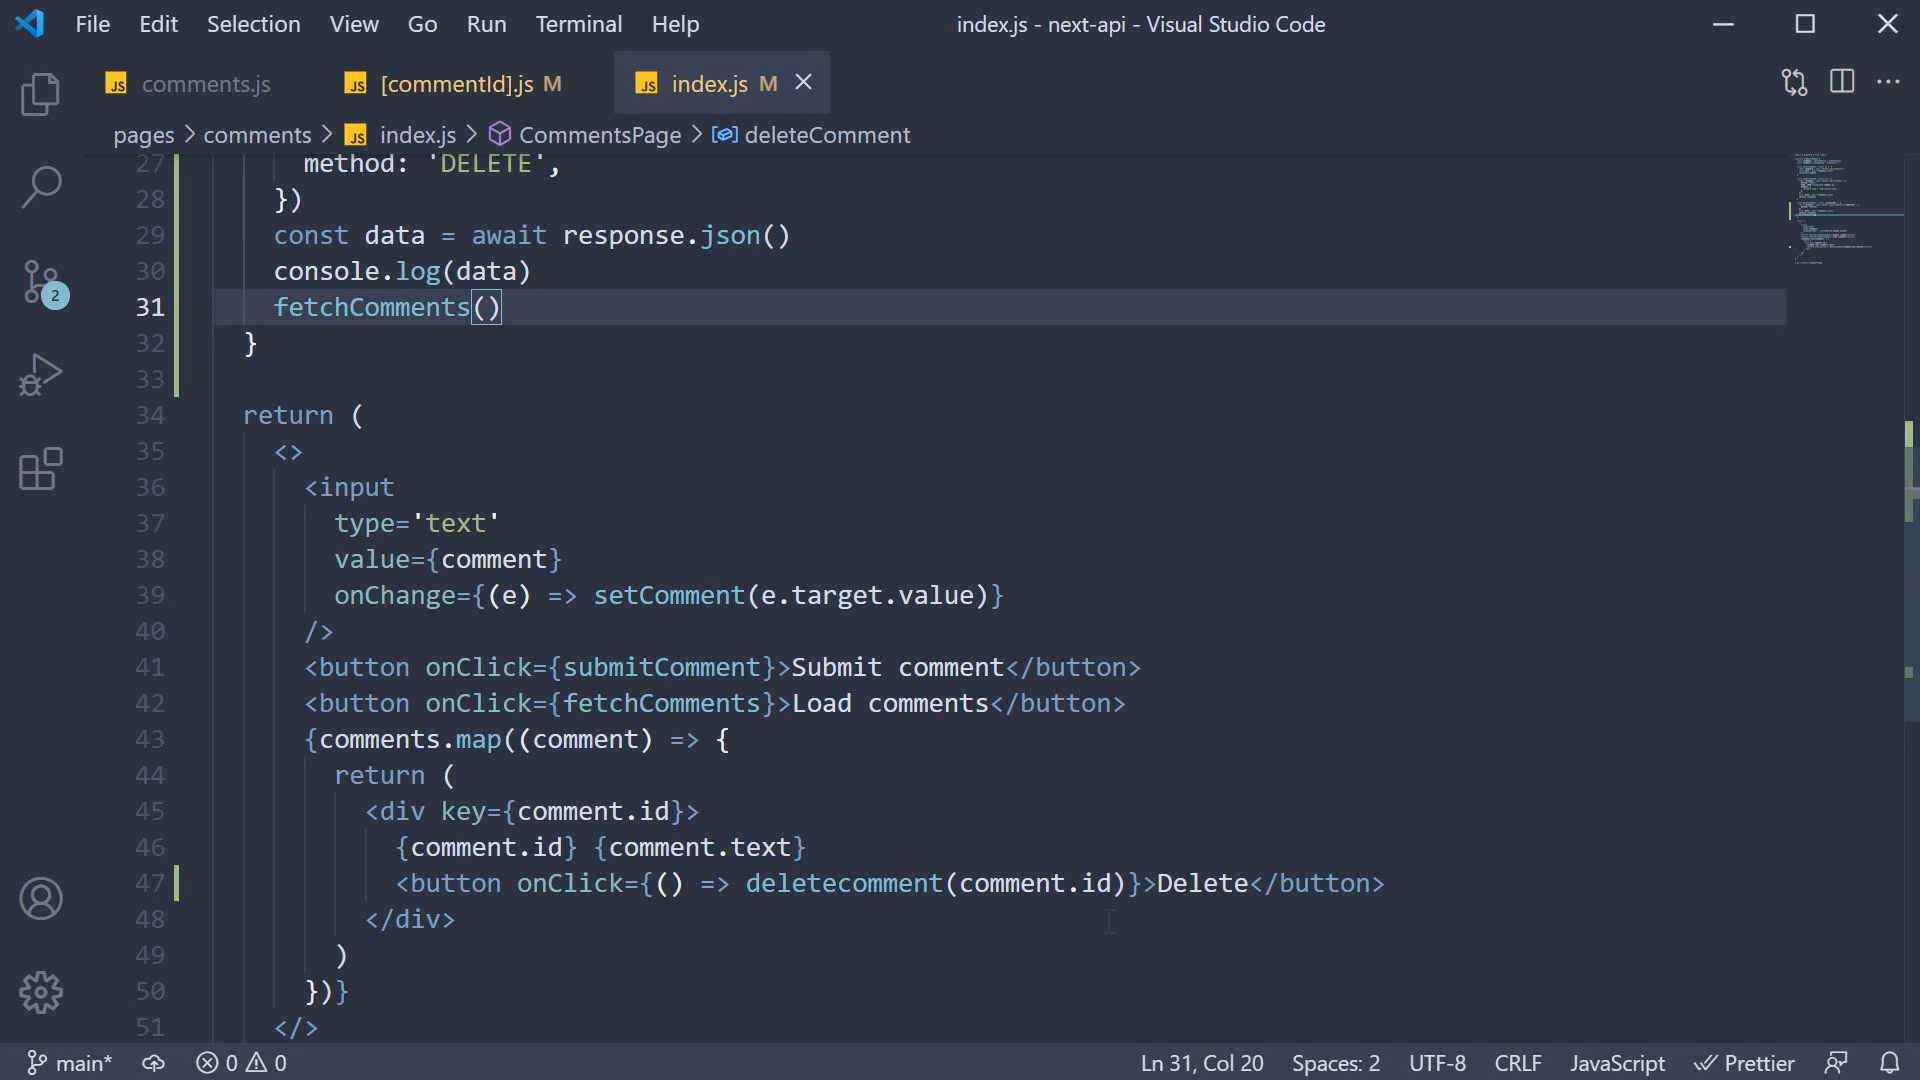 File Edit Selection View Go Run Terminal Help index.js - next-api - Visual Studio Code
JS comments.js JS [commentId].js M JS index.js M
pages > comments > JS index.js > CommentsPage > deleteComment
27 method: 'DELETE',
28 })
29 const data = await response.json()
30 console.log(data)
31 fetchComments()
32 }
33
34 return (
35 <>
36 <input
37 type='text'
38 value={comment}
39 onChange={(e) => setComment(e.target.value)}
40 />
41 <button onClick={submitComment}>Submit comment</button>
42 <button onClick={fetchComments}>Load comments</button>
43 {comments.map((comment) => {
44 return (
45 <div key={comment.id}>
46 {comment.id} {comment.text}
47 <button onClick={() => deletecomment(comment.id)}>Delete</button>
48 </div>
49 )
50 })}
51 </>
2
main* 0 0 Ln 31, Col 20 Spaces: 2 UTF-8 CRLF JavaScript Prettier